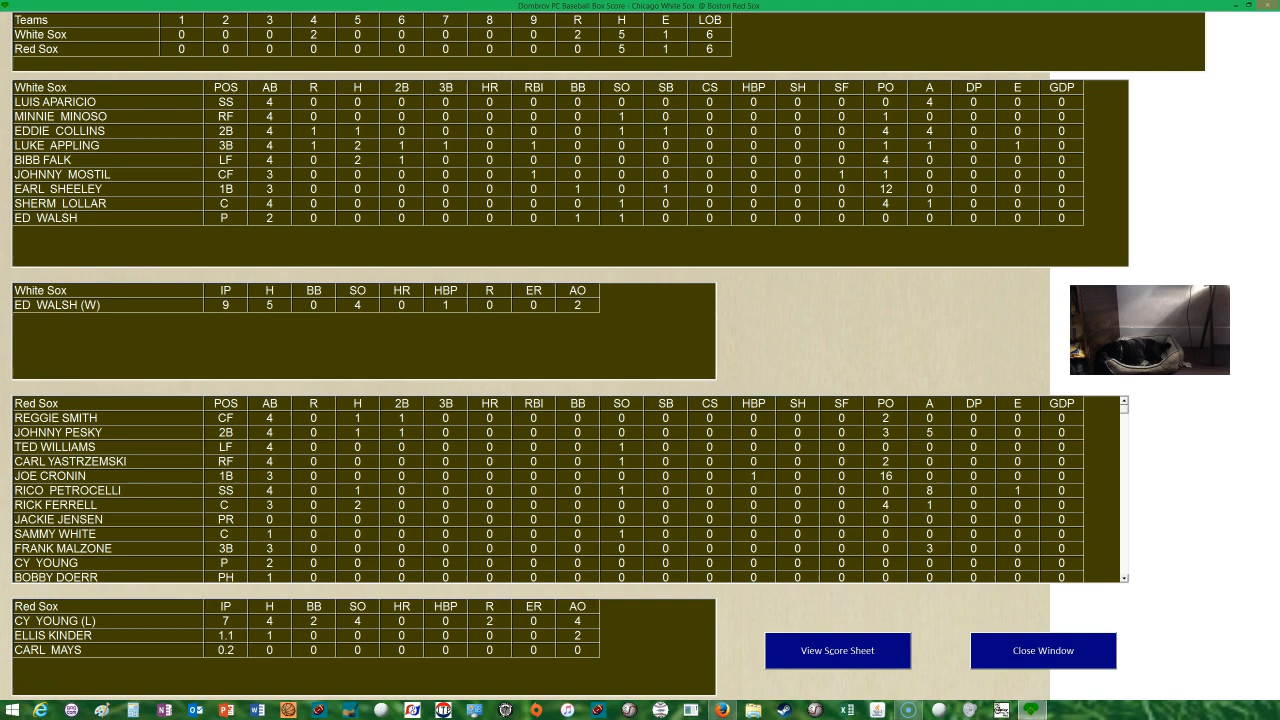 Dombrov PC Baseball Box Score - Chicago White Sox @ Boston Red Sox
Teams 1 2 3 4 5 6 7 8 9 R H E LOB
White Sox 0 0 0 2 0 0 0 0 0 2 5 1 6
Red Sox 0 0 0 0 0 0 0 0 0 0 5 1 6
White Sox POS AB R H 2B 3B HR RBI BB SO SB CS HBP SH SF PO A DP E GDP
LUIS APARICIO SS 4 0 0 0 0 0 0 0 0 0 0 0 0 0 0 4 0 0 0
MINNIE MINOSO RF 4 0 0 0 0 0 0 0 1 0 0 0 0 0 1 0 0 0 0
EDDIE COLLINS 2B 4 1 1 0 0 0 0 0 1 1 0 0 0 0 4 4 0 0 0
LUKE APPLING 3B 4 1 2 1 1 0 1 0 0 0 0 0 0 0 1 1 0 1 0
BIBB FALK LF 4 0 2 1 0 0 0 0 0 0 0 0 0 0 4 0 0 0 0
JOHNNY MOSTIL CF 3 0 0 0 0 0 1 0 0 0 0 0 0 1 1 0 0 0 0
EARL SHEELEY 1B 3 0 0 0 0 0 0 1 0 1 0 0 0 0 12 0 0 0 0
SHERM LOLLAR C 4 0 0 0 0 0 0 0 1 0 0 0 0 0 4 1 0 0 0
ED WALSH P 2 0 0 0 0 0 0 1 1 0 0 0 0 0 0 0 0 0 0
White Sox IP H BB SO HR HBP R ER AO
ED WALSH (W) 9 5 0 4 0 1 0 0 2
Red Sox POS AB R H 2B 3B HR RBI BB SO SB CS HBP SH SF PO A DP E GDP
REGGIE SMITH CF 4 0 1 1 0 0 0 0 0 0 0 0 0 0 2 0 0 0 0
JOHNNY PESKY 2B 4 0 1 1 0 0 0 0 0 0 0 0 0 0 3 5 0 0 0
TED WILLIAMS LF 4 0 0 0 0 0 0 0 1 0 0 0 0 0 0 0 0 0 0
CARL YASTRZEMSKI RF 4 0 0 0 0 0 0 0 1 0 0 0 0 0 2 0 0 0 0
JOE CRONIN 1B 3 0 0 0 0 0 0 0 0 0 0 1 0 0 16 0 0 0 0
RICO PETROCELLI SS 4 0 1 0 0 0 0 0 1 0 0 0 0 0 0 8 0 1 0
RICK FERRELL C 3 0 2 0 0 0 0 0 0 0 0 0 0 0 4 1 0 0 0
JACKIE JENSEN PR 0 0 0 0 0 0 0 0 0 0 0 0 0 0 0 0 0 0 0
SAMMY WHITE C 1 0 0 0 0 0 0 0 1 0 0 0 0 0 0 0 0 0 0
FRANK MALZONE 3B 3 0 0 0 0 0 0 0 0 0 0 0 0 0 0 3 0 0 0
CY YOUNG P 2 0 0 0 0 0 0 0 0 0 0 0 0 0 0 0 0 0 0
BOBBY DOERR PH 1 0 0 0 0 0 0 0 0 0 0 0 0 0 0 0 0 0 0
Red Sox IP H BB SO HR HBP R ER AO
CY YOUNG (L) 7 4 2 4 0 0 2 0 4
ELLIS KINDER 1.1 1 0 0 0 0 0 0 2
CARL MAYS 0.2 0 0 0 0 0 0 0 0
View Score Sheet
Close Window